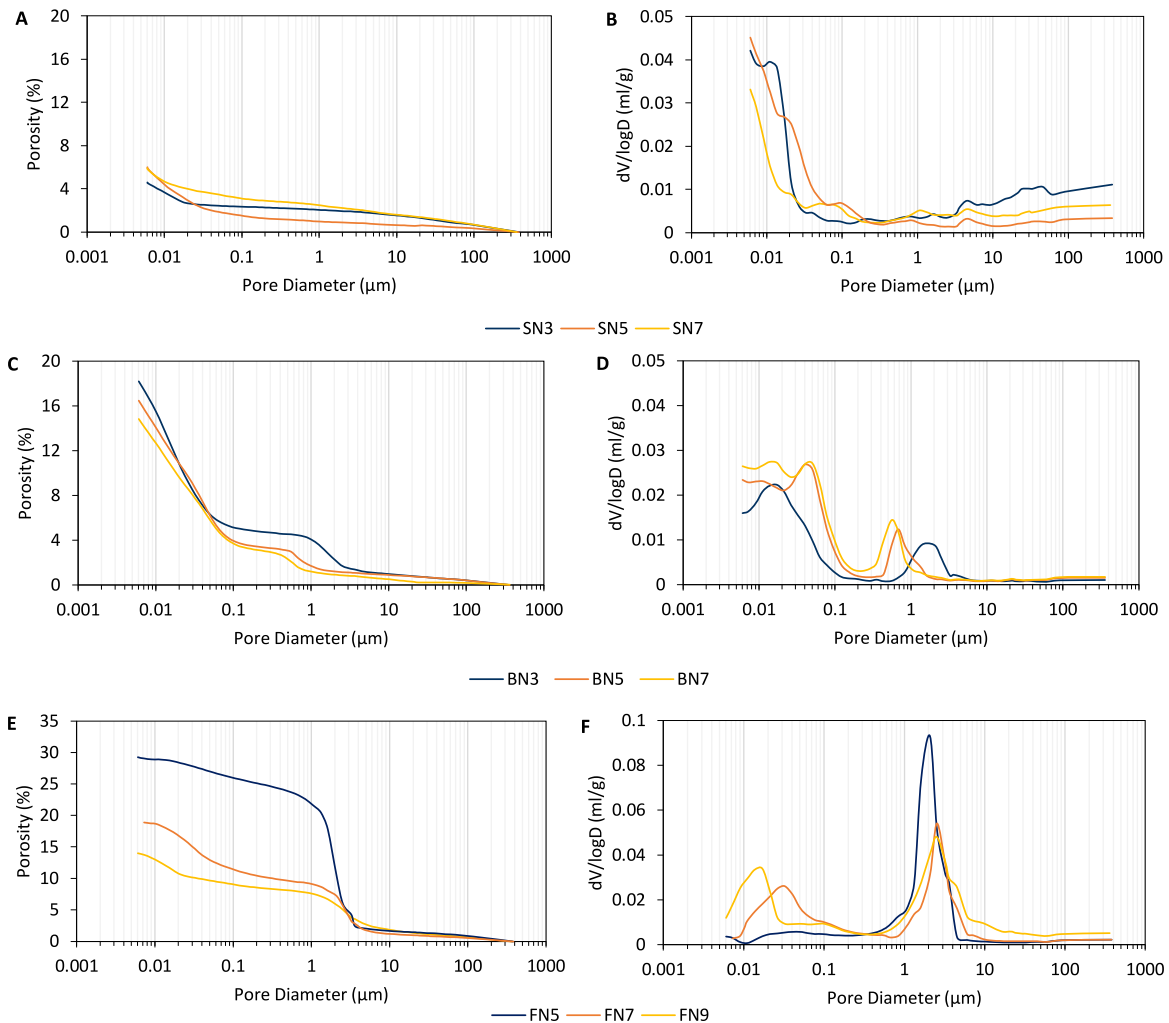 A
20
16
12
8
4
0
Porosity (%)
0.001 0.01 0.1 1 10 100 1000
Pore Diameter (µm)
B
0.05
0.04
0.03
0.02
0.01
0
dV/logD (ml/g)
0.001 0.01 0.1 1 10 100 1000
Pore Diameter (µm)
SN3 SN5 SN7
C
20
16
12
8
4
0
Porosity (%)
0.001 0.01 0.1 1 10 100 1000
Pore Diameter (µm)
D
0.05
0.04
0.03
0.02
0.01
0
dV/logD (ml/g)
0.001 0.01 0.1 1 10 100 1000
Pore Diameter (µm)
BN3 BN5 BN7
E
35
30
25
20
15
10
5
0
Porosity (%)
0.001 0.01 0.1 1 10 100 1000
Pore Diameter (µm)
F
0.1
0.08
0.06
0.04
0.02
0
dV/logD (ml/g)
0.001 0.01 0.1 1 10 100 1000
Pore Diameter (µm)
FN5 FN7 FN9